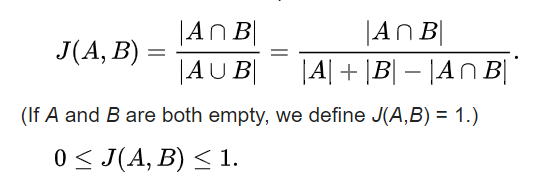 J(A, B) = |A ∩ B| / |A ∪ B| = |A ∩ B| / |A| + |B| − |A ∩ B| .
(If A and B are both empty, we define J(A,B) = 1.)
0 ≤ J(A, B) ≤ 1.